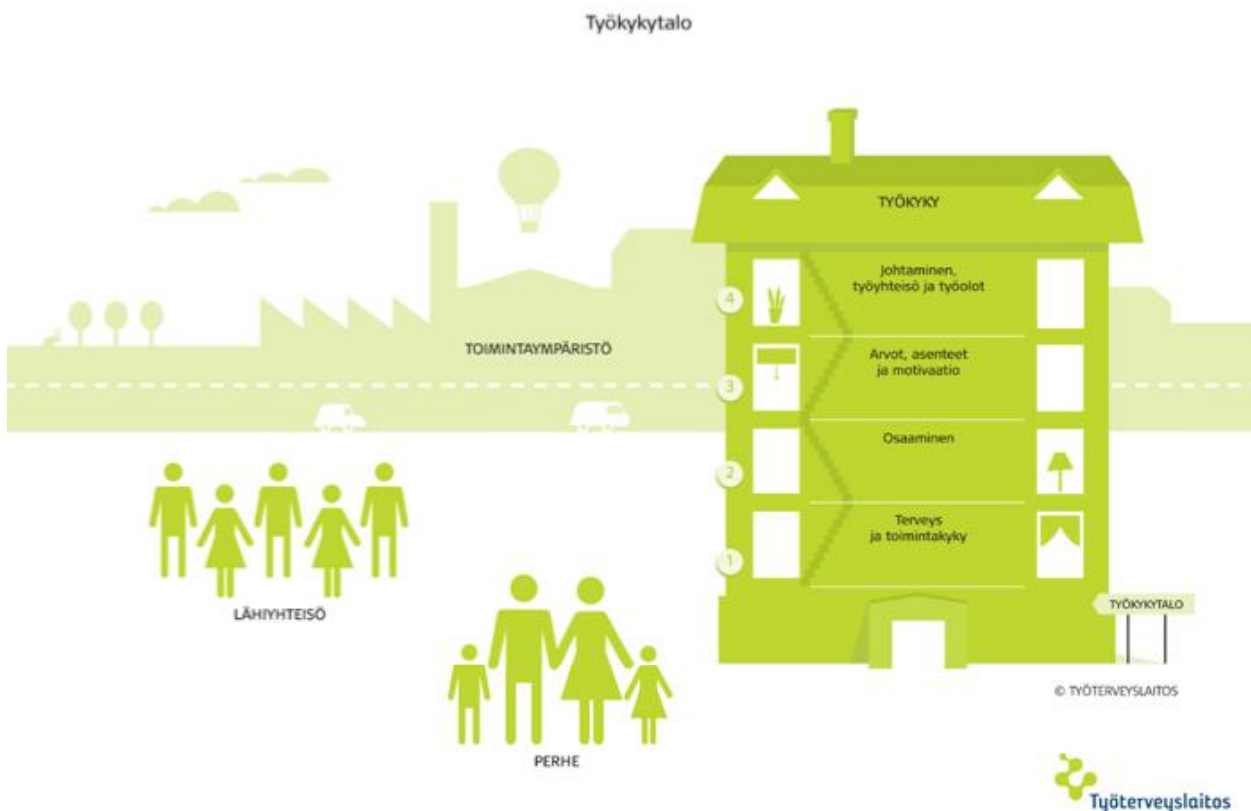 Työkykytalo
TYÖKYKY
Johtaminen,
työyhteisö ja työolot
4
TOIMINTAYMPÄRISTÖ
Arvot, asenteet
ja motivaatio
3
Osaaminen
2
Terveys
ja toimintakyky
1
LÄHIYHTEISÖ
TYÖKYKYTALO
© TYÖTERVEYSLAITOS
PERHE
Työterveyslaitos